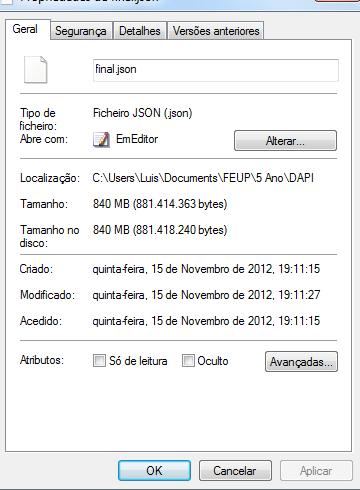 Geral Segurança Detalhes Versões anteriores
final.json
Tipo de ficheiro: Ficheiro JSON (.json)
Abre com: EmEditor Alterar...
Localização: C:\Users\Luis\Documents\FEUP\5 Ano\DAPI
Tamanho: 840 MB (881.414.363 bytes)
Tamanho no disco: 840 MB (881.418.240 bytes)
Criado: quinta-feira, 15 de Novembro de 2012, 19:11:15
Modificado: quinta-feira, 15 de Novembro de 2012, 19:11:27
Acedido: quinta-feira, 15 de Novembro de 2012, 19:11:15
Atributos: Só de leitura Oculto Avançadas...
OK Cancelar Aplicar